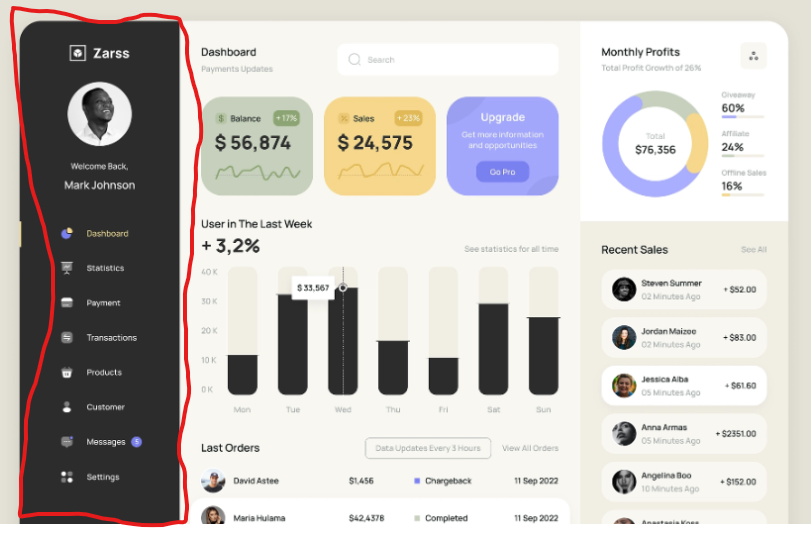 Zarss
Welcome Back,
Mark Johnson
Dashboard
Statistics
Payment
Transactions
Products
Customer
Messages 5
Settings
Dashboard
Payments Updates
Search
$ Balance +17%
$ 56,874
% Sales +23%
$ 24,575
Upgrade
Get more information
and opportunities
Go Pro
User in The Last Week
+ 3,2%
See statistics for all time
40 K
30 K
20 K
10 K
0 K
$ 33,567
Mon Tue Wed Thu Fri Sat Sun
Last Orders
Data Updates Every 3 Hours
View All Orders
David Astee $1,456 Chargeback 11 Sep 2022
Maria Hulama $42,4378 Completed 11 Sep 2022
Monthly Profits
Total Profit Growth of 26%
Total
$76,356
Giveaway
60%
Affiliate
24%
Offline Sales
16%
Recent Sales
See All
Steven Summer
02 Minutes Ago
+ $52.00
Jordan Maizee
02 Minutes Ago
+ $83.00
Jessica Alba
05 Minutes Ago
+ $61.60
Anna Armas
05 Minutes Ago
+ $2351.00
Angelina Boo
10 Minutes Ago
+ $152.00
Anastasia Koss